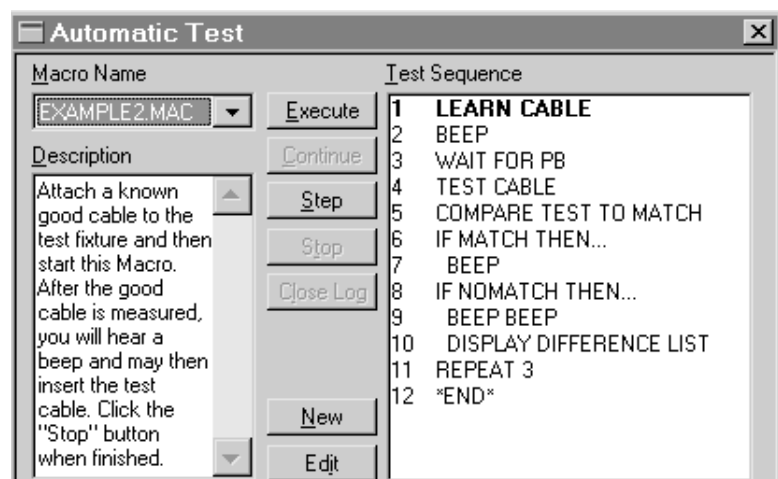 Automatic Test
Macro Name
EXAMPLE2.MAC
Description
Attach a known
good cable to the
test fixture and then
start this Macro.
After the good
cable is measured,
you will hear a
beep and may then
insert the test
cable. Click the
"Stop" button
when finished.
Execute
Continue
Step
Stop
Close Log
New
Edit
Test Sequence
1 LEARN CABLE
2 BEEP
3 WAIT FOR PB
4 TEST CABLE
5 COMPARE TEST TO MATCH
6 IF MATCH THEN...
7 BEEP
8 IF NOMATCH THEN...
9 BEEP BEEP
10 DISPLAY DIFFERENCE LIST
11 REPEAT 3
12 *END*